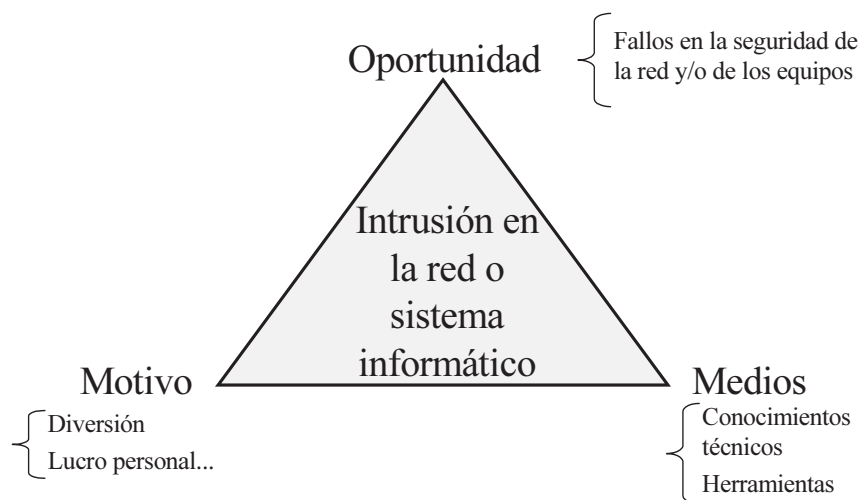 Oportunidad
Fallos en la seguridad de
la red y/o de los equipos
Intrusión en
la red o
sistema
informático
Motivo
Diversión
Lucro personal...
Medios
Conocimientos
técnicos
Herramientas